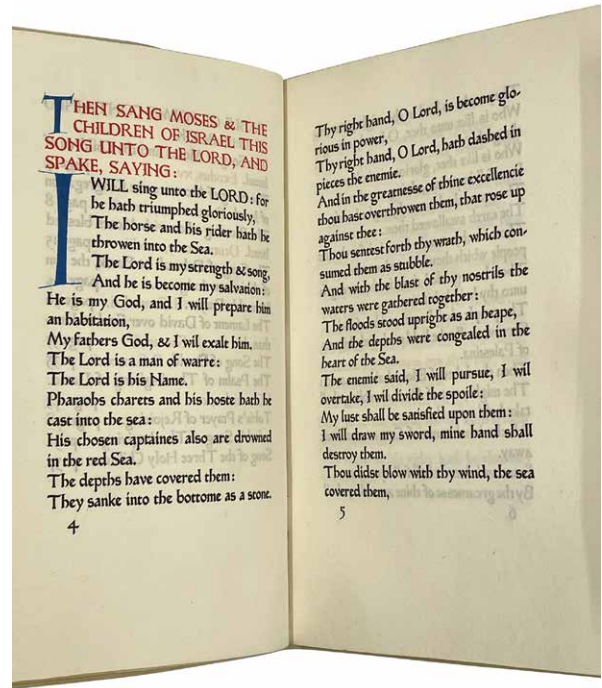 THEN SANG MOSES & THE
CHILDREN OF ISRAEL THIS
SONG UNTO THE LORD, AND
SPAKE, SAYING:
I WILL sing unto the LORD: for
he hath triumphed gloriously,
The horse and his rider hath he
throwen into the Sea.
The Lord is my strength & song,
And he is become my salvation:
He is my God, and I will prepare him
an habitation,
My fathers God, & I wil exalt him.
The Lord is a man of warre:
The Lord is his Name.
Pharaohs charets and his hoste hath he
cast into the sea:
His chosen captaines also are drowned
in the red Sea.
The depths have covered them:
They sanke into the bottome as a stone.
4
Thy right hand, O Lord, is become glo-
rious in power,
Thy right hand, O Lord, hath dashed in
pieces the enemie.
And in the greatnesse of thine excellencie
thou hast overthrown them, that rose up
against thee:
Thou sentest forth thy wrath, which con-
sumed them as stubble.
And with the blast of thy nostrils the
waters were gathered together:
The floods stood upright as an heape,
And the depths were congealed in the
heart of the Sea.
The enemie said, I will pursue, I wil
overtake, I wil divide the spoile:
My lust shall be satisfied upon them:
I will draw my sword, mine hand shall
destroy them.
Thou didst blow with thy wind, the sea
covered them,
5